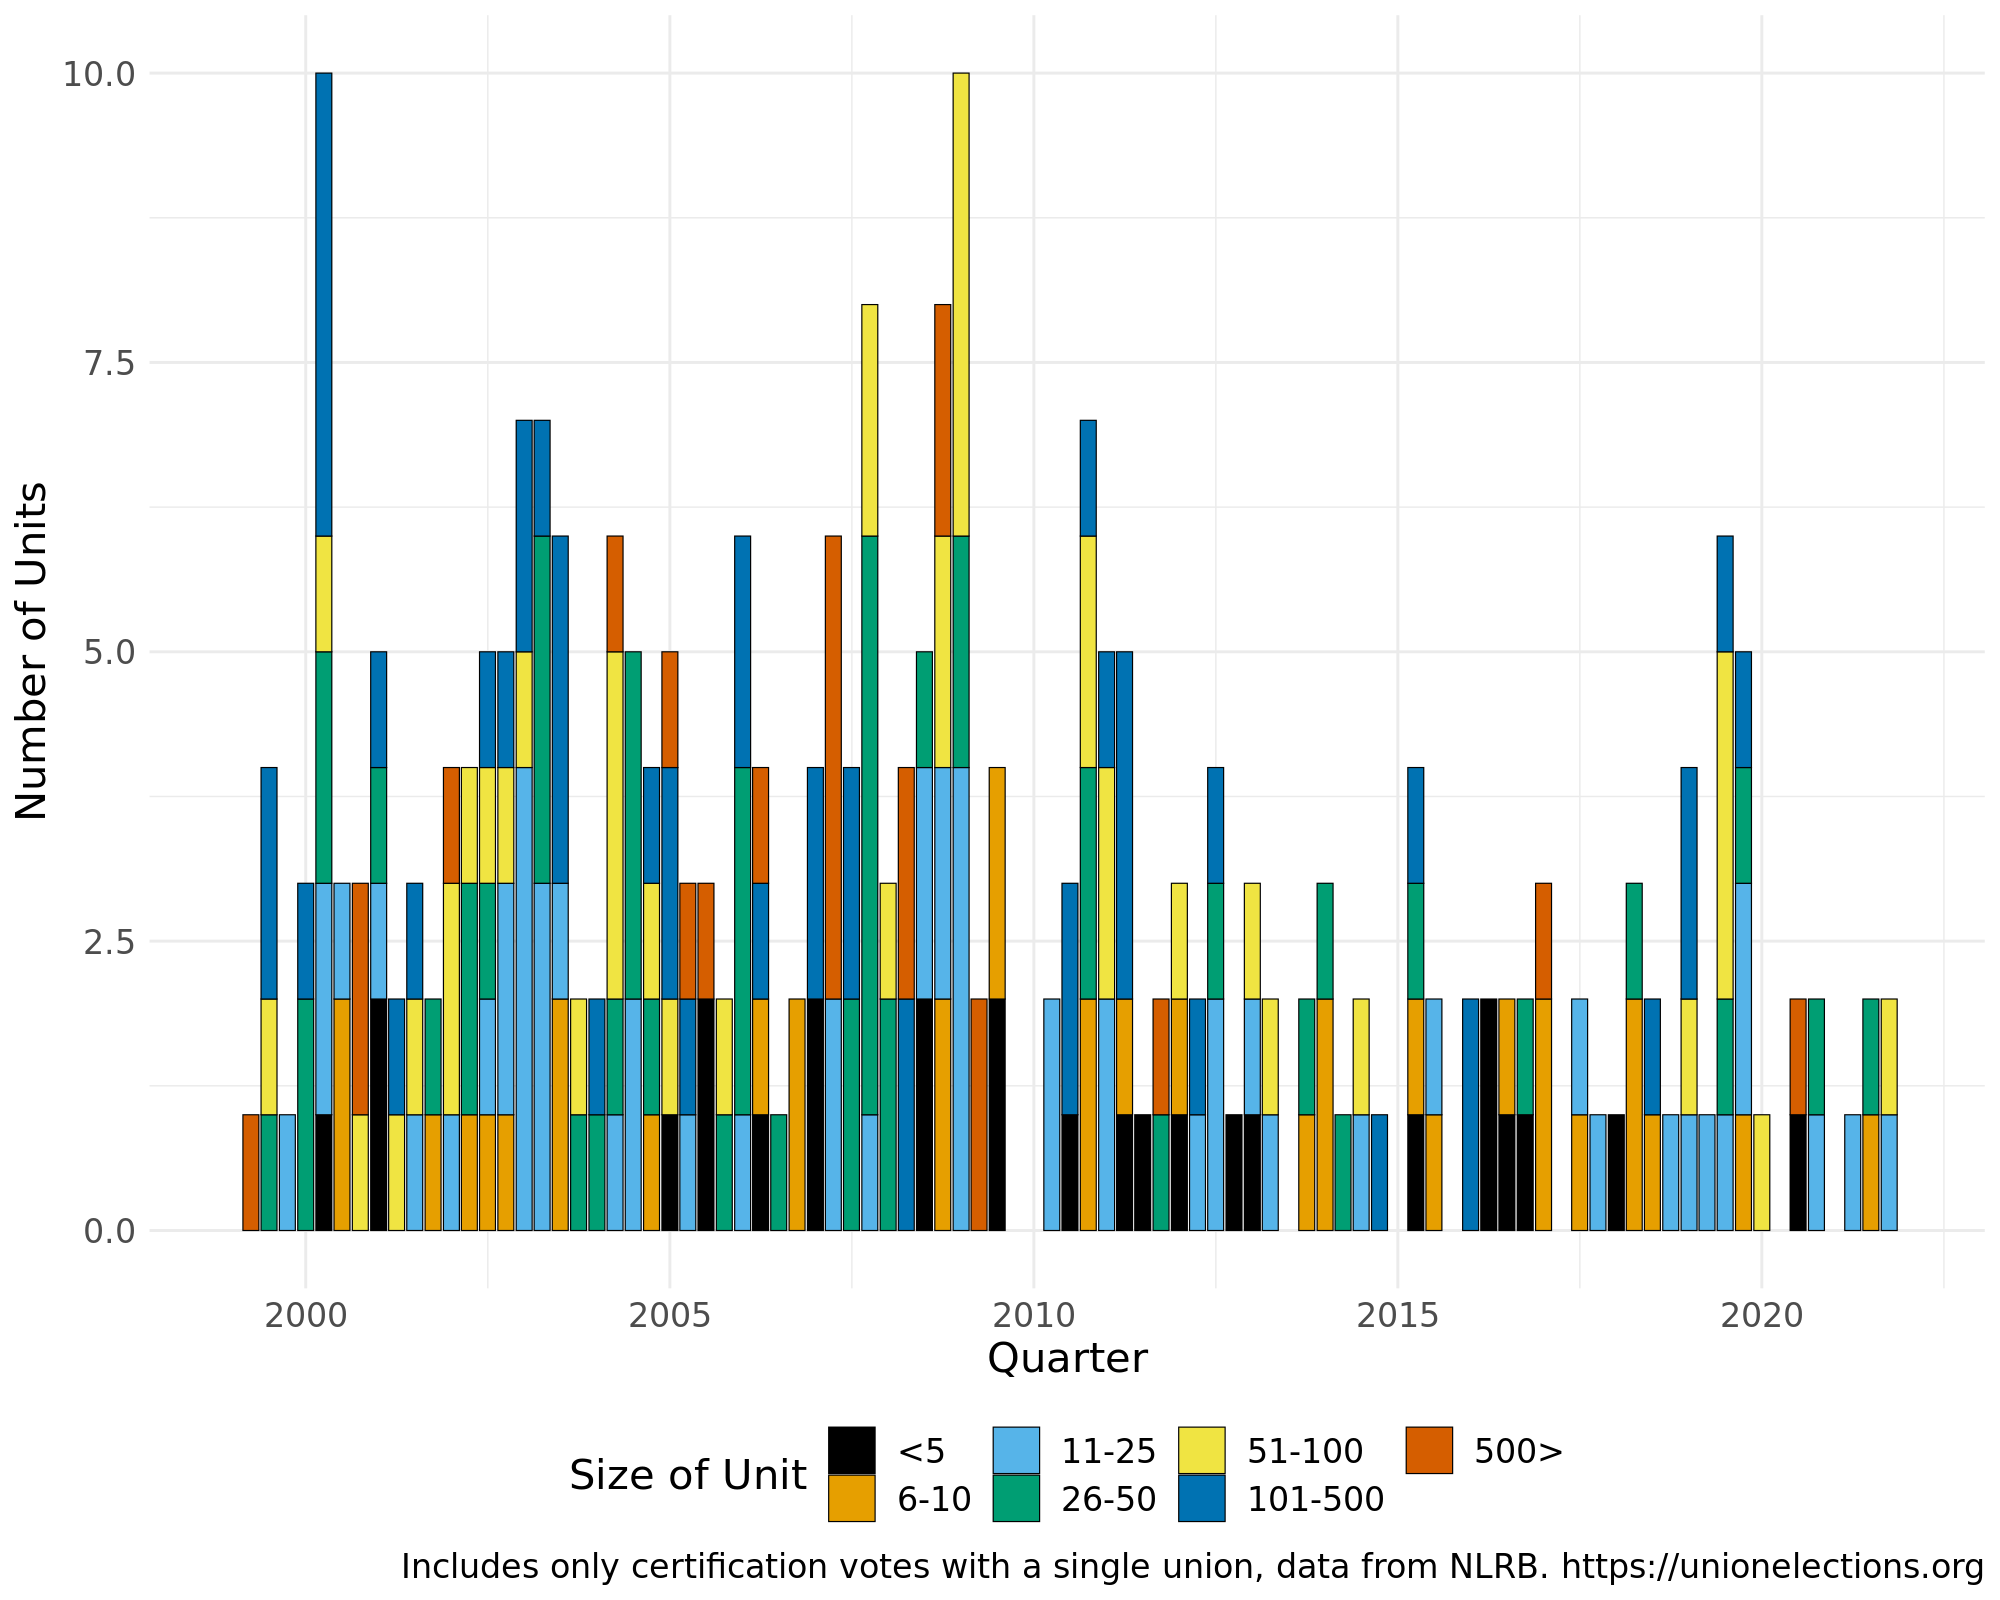 10.0
7.5
5.0
2.5
0.0
Number of Units
2000 2005 2010 2015 2020
Quarter
Size of Unit
<5 11-25 51-100 500>
6-10 26-50 101-500
Includes only certification votes with a single union, data from NLRB. https://unionelections.org